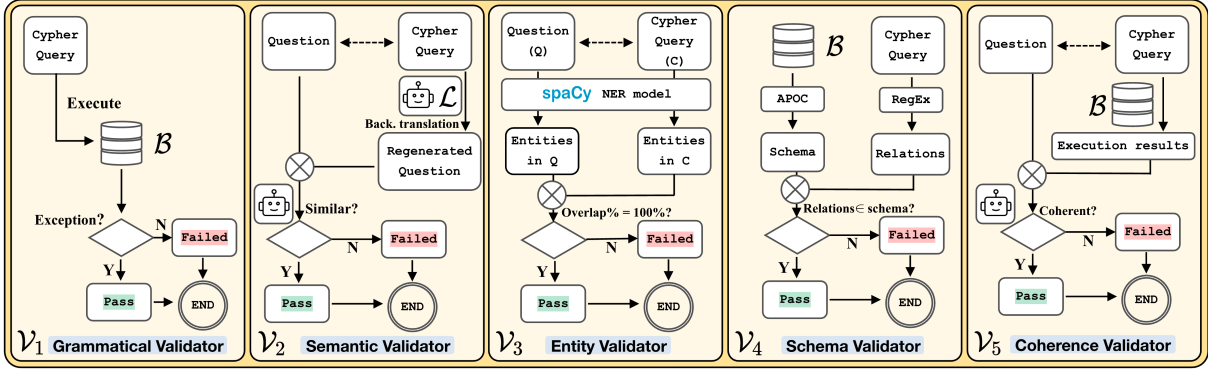 Cypher
Query
Execute
ℬ
Exception?
N
Failed
Y
Pass
END
𝒱1 Grammatical Validator
Question
Cypher
Query
ℒ
Back. translation
Regenerated
Question
Similar?
N
Failed
Y
Pass
END
𝒱2 Semantic Validator
Question
(Q)
Cypher
Query
(C)
spaCy NER model
Entities
in Q
Entities
in C
Overlap% = 100%?
N
Failed
Y
Pass
END
𝒱3 Entity Validator
ℬ
Cypher
Query
APOC
RegEx
Schema
Relations
Relations∈ schema?
N
Failed
Y
Pass
END
𝒱4 Schema Validator
Question
Cypher
Query
ℬ
Execution results
Coherent?
N
Failed
Y
Pass
END
𝒱5 Coherence Validator